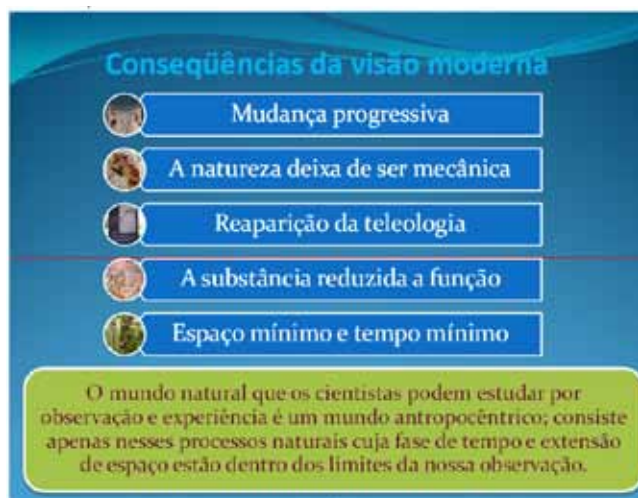 Conseqüências da visão moderna
Mudança progressiva
A natureza deixa de ser mecânica
Reaparição da teleologia
A substância reduzida a função
Espaço mínimo e tempo mínimo
O mundo natural que os cientistas podem estudar por
observação e experiência é um mundo antropocêntrico; consiste
apenas nesses processos naturais cuja fase de tempo e extensão
de espaço estão dentro dos limites da nossa observação.